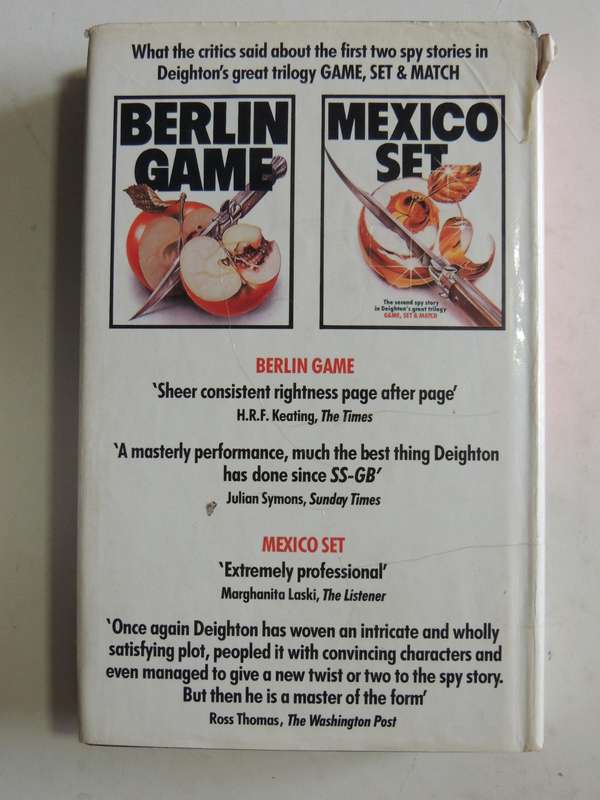 What the critics said about the first two spy stories in
Deighton's great trilogy GAME, SET & MATCH
BERLIN
GAME
MEXICO
SET
The second spy story
in Deighton's great trilogy
GAME, SET & MATCH
BERLIN GAME
‘Sheer consistent rightness page after page’
H.R.F. Keating, The Times
‘A masterly performance, much the best thing Deighton
has done since SS-GB’
Julian Symons, Sunday Times
MEXICO SET
‘Extremely professional’
Marghanita Laski, The Listener
‘Once again Deighton has woven an intricate and wholly
satisfying plot, peopled it with convincing characters and
even managed to give a new twist or two to the spy story.
But then he is a master of the form’
Ross Thomas, The Washington Post